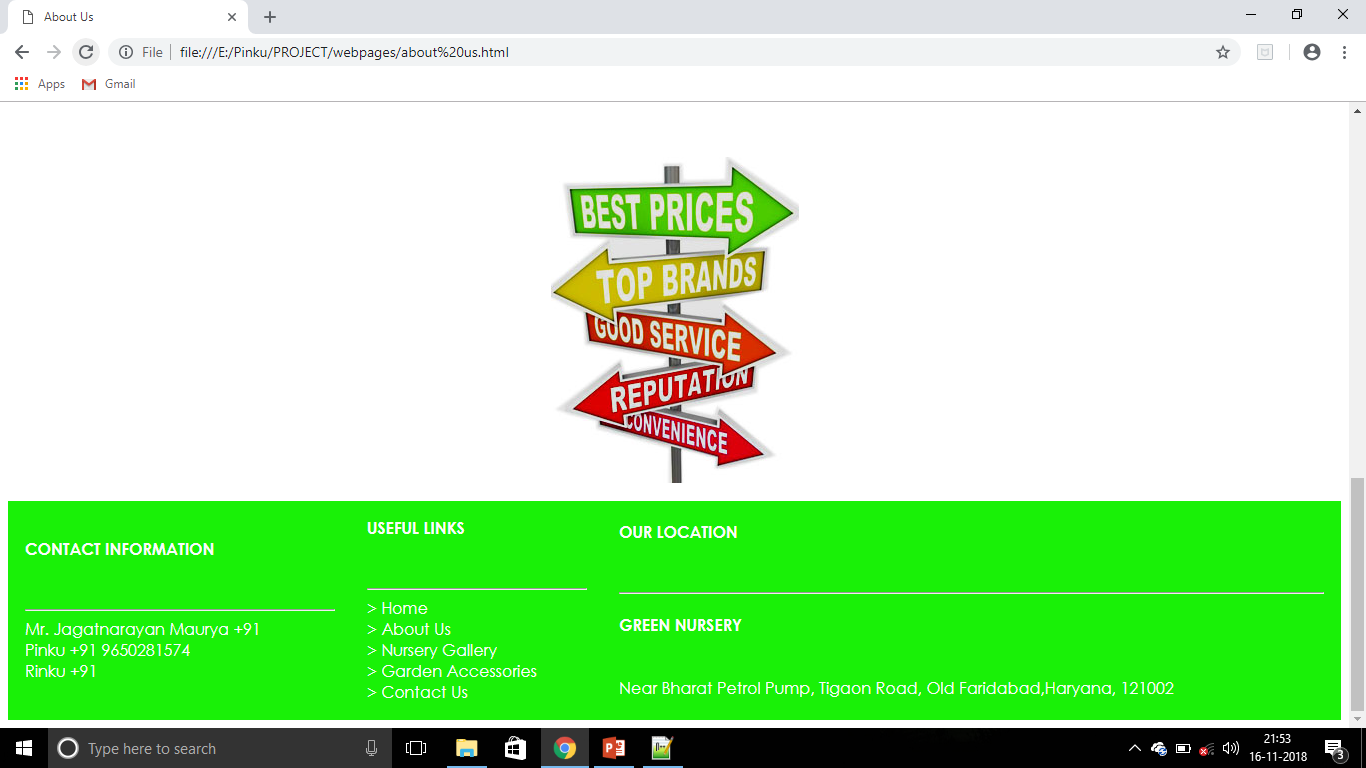 About Us
File
file:///E:/Pinku/PROJECT/webpages/about%20us.html
Apps
Gmail
BEST PRICES
TOP BRANDS
GOOD SERVICE
REPUTATION
CONVENIENCE
CONTACT INFORMATION
Mr. Jagatnarayan Maurya +91
Pinku +91 9650281574
Rinku +91
USEFUL LINKS
> Home
> About Us
> Nursery Gallery
> Garden Accessories
> Contact Us
OUR LOCATION
GREEN NURSERY
Near Bharat Petrol Pump, Tigaon Road, Old Faridabad,Haryana, 121002
Type here to search
21:53
16-11-2018
3